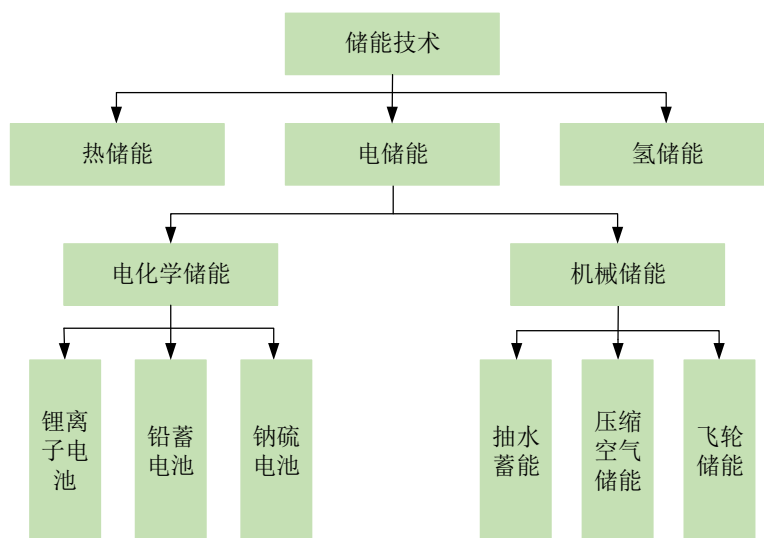 储能技术
热储能
电储能
氢储能
电化学储能
机械储能
锂离
子电
池
铅蓄
电池
钠硫
电池
抽水
蓄能
压缩
空气
储能
飞轮
储能